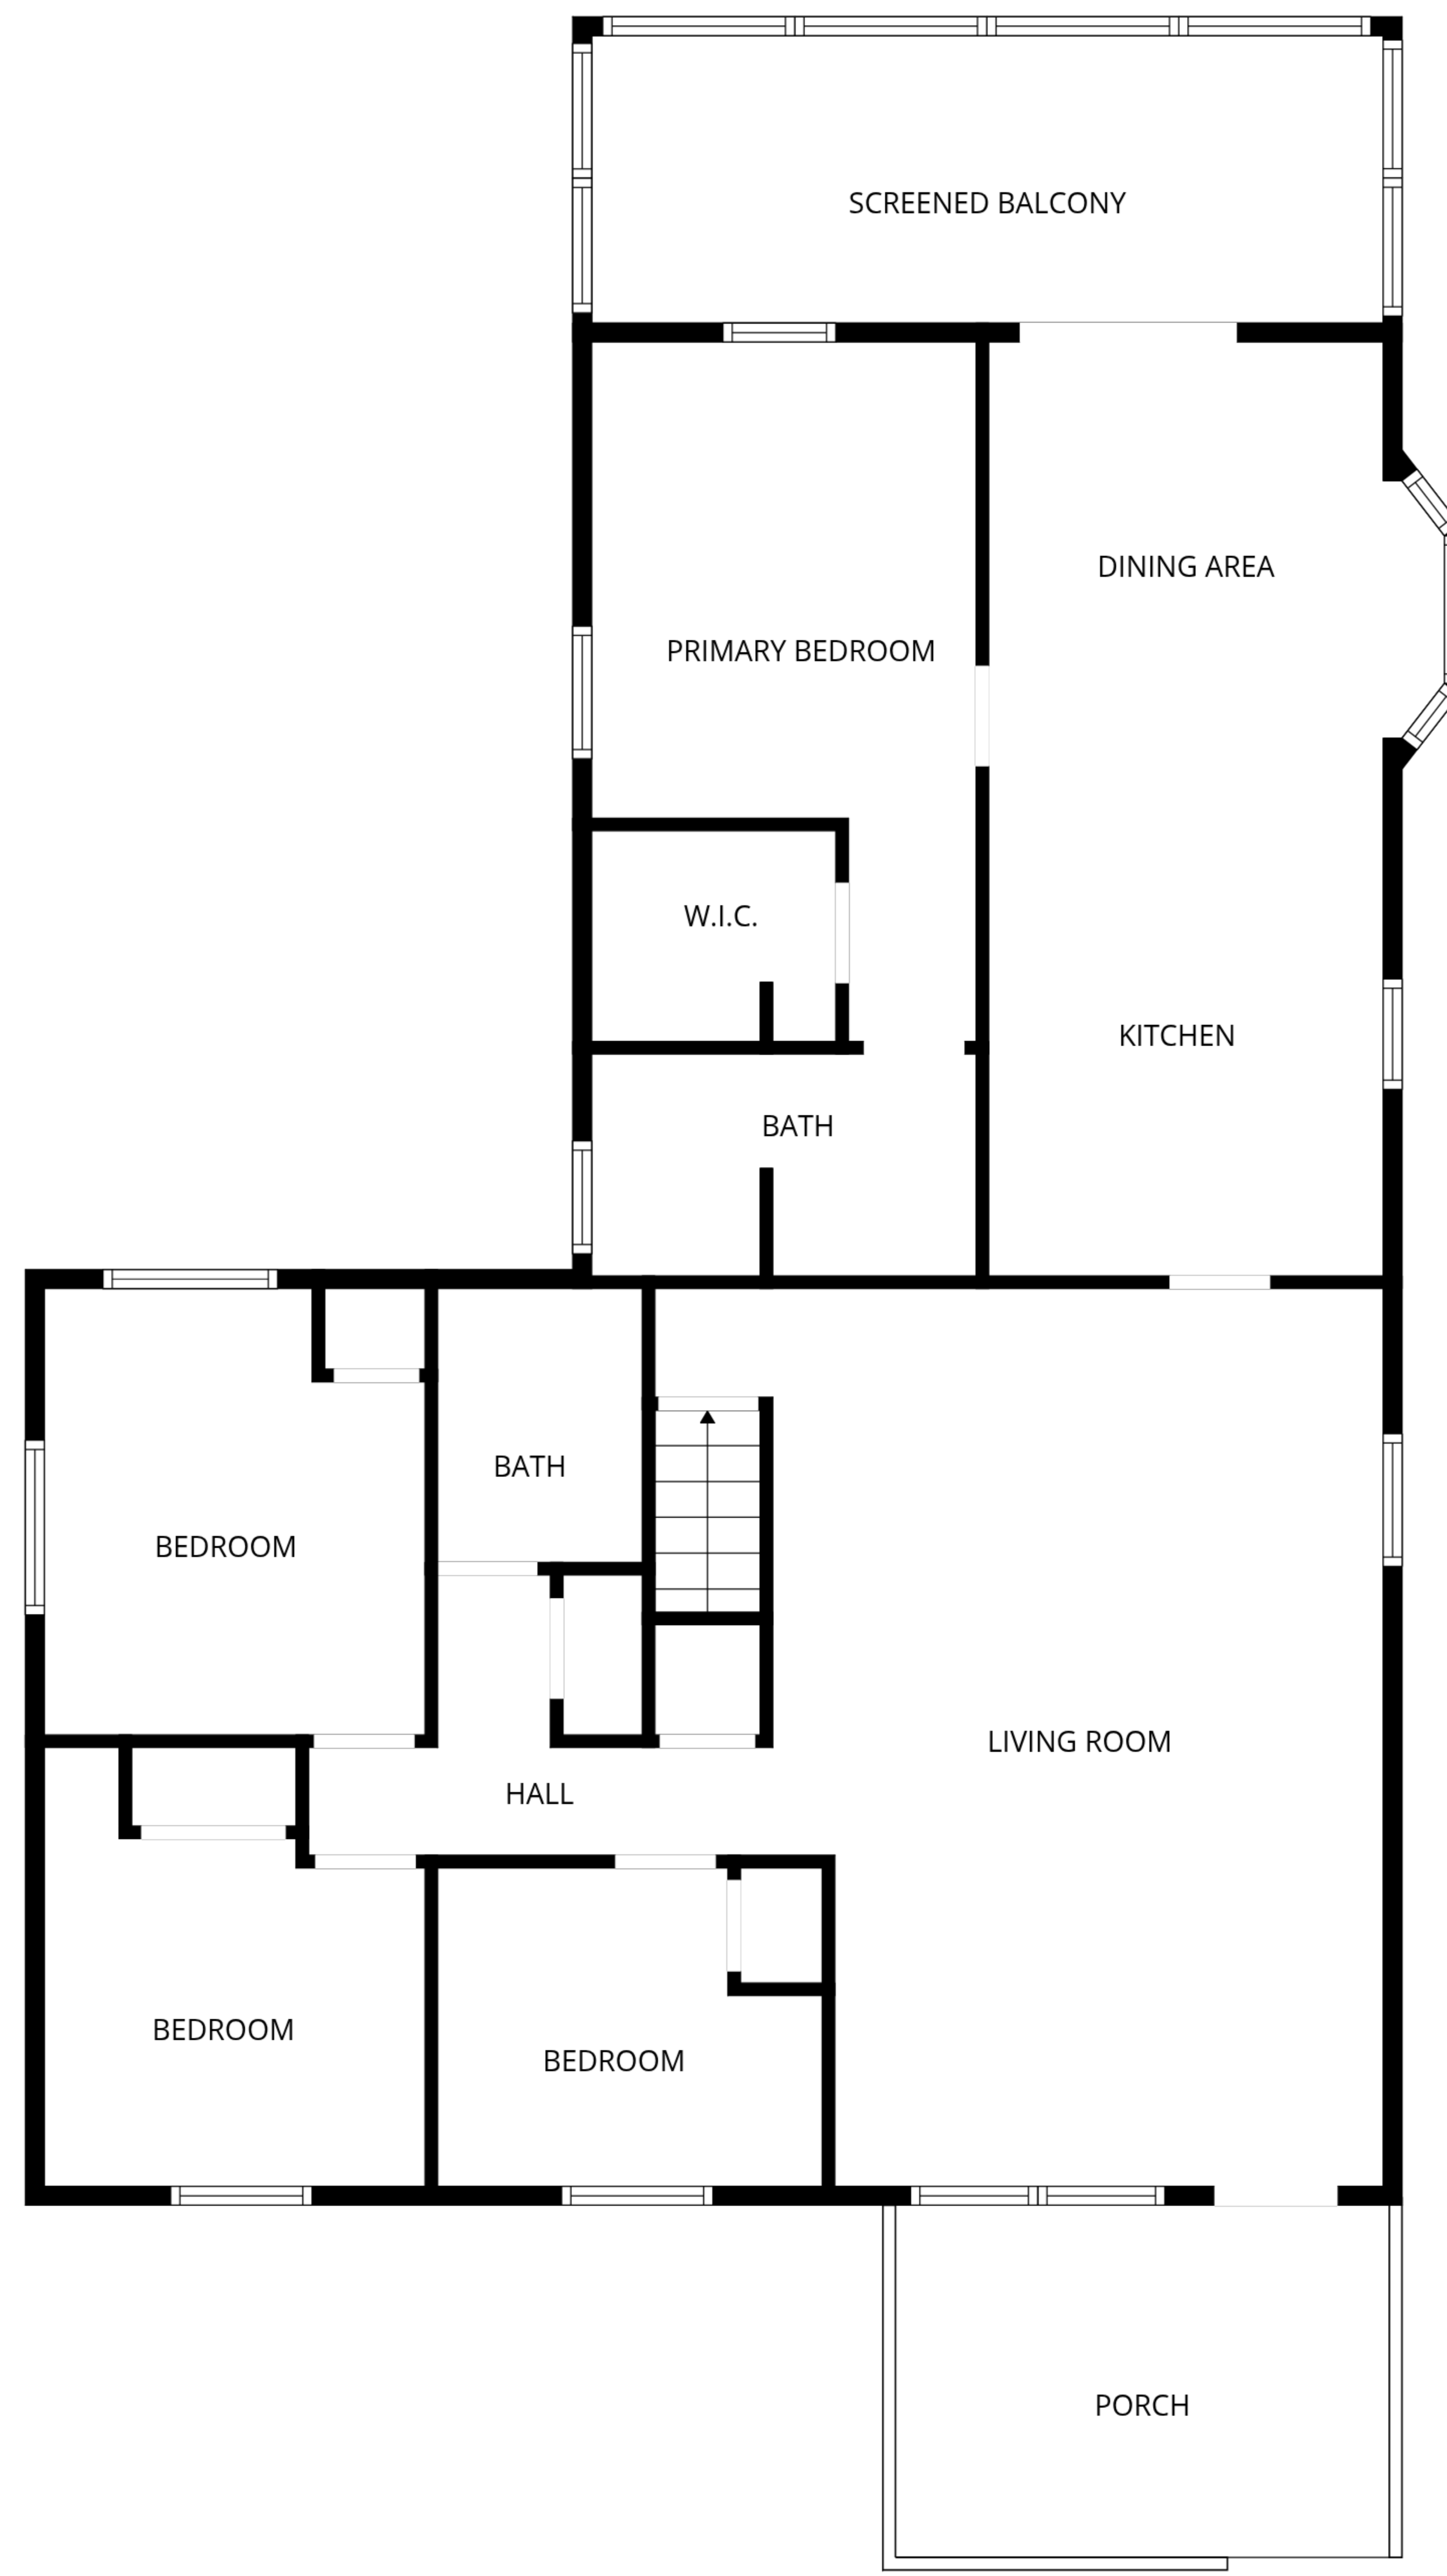 SCREENED BALCONY
DINING AREA
PRIMARY BEDROOM
W.I.C.
KITCHEN
BATH
BATH
BEDROOM
LIVING ROOM
HALL
BEDROOM
BEDROOM
PORCH